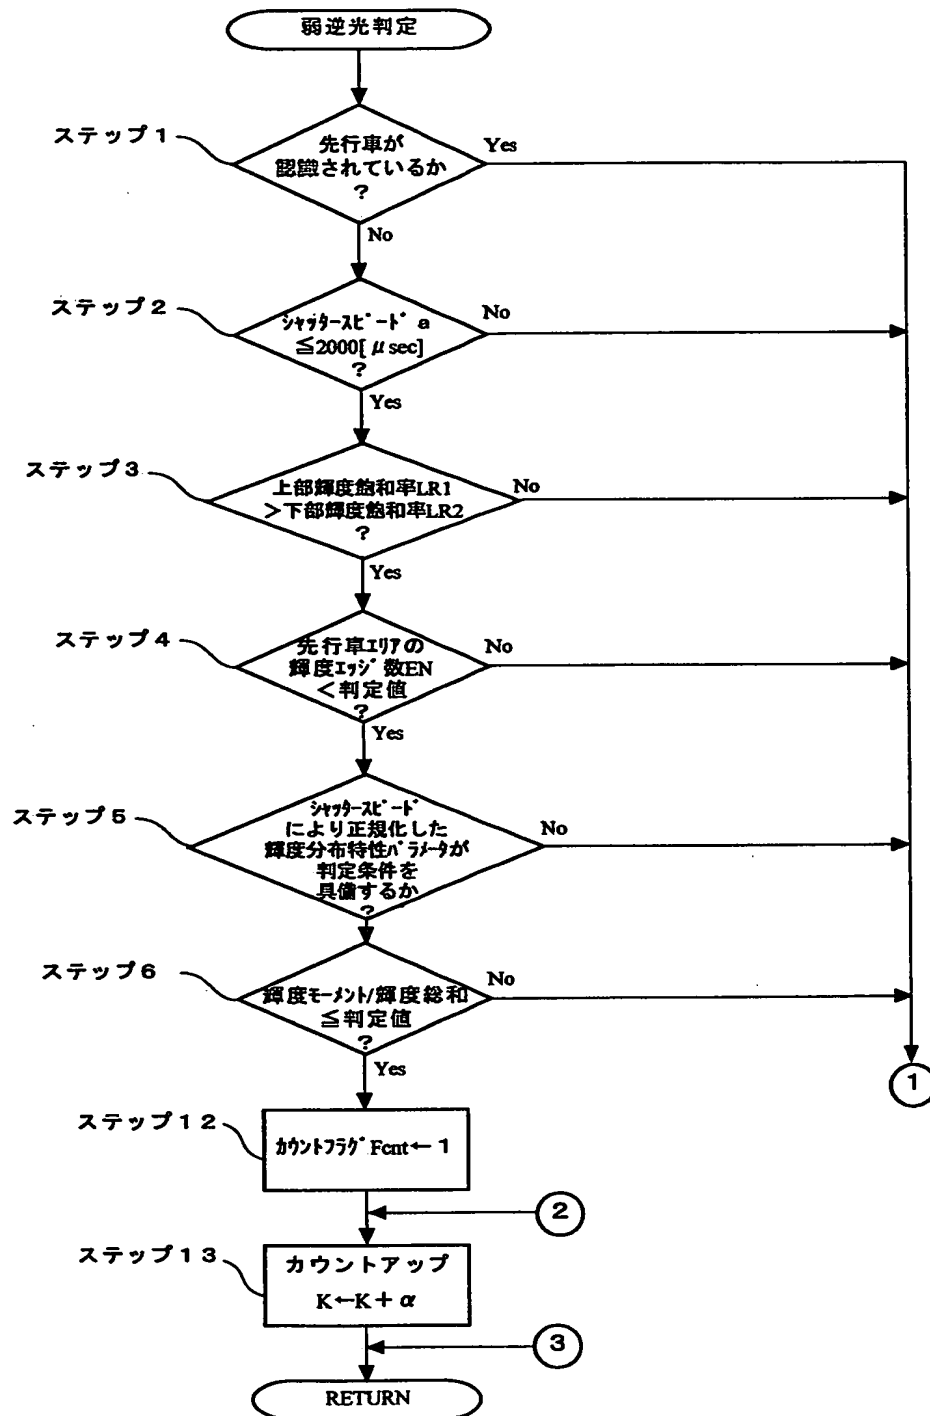 弱逆光判定
ステップ1
先行車が
認識されているか
?
Yes
No
ステップ2
シャッタースピード a
≦2000[μsec]
?
No
Yes
ステップ3
上部輝度飽和率LR1
>下部輝度飽和率LR2
?
No
Yes
ステップ4
先行車エリアの
輝度エッジ数EN
<判定値
?
No
Yes
ステップ5
シャッタースピード
により正規化した
輝度分布特性パラメータが
判定条件を
具備するか
?
No
ステップ6
輝度モーメント/輝度総和
≦判定値
?
No
Yes
1
ステップ12
カウントフラグFcnt←1
2
ステップ13
カウントアップ
K←K+α
3
RETURN